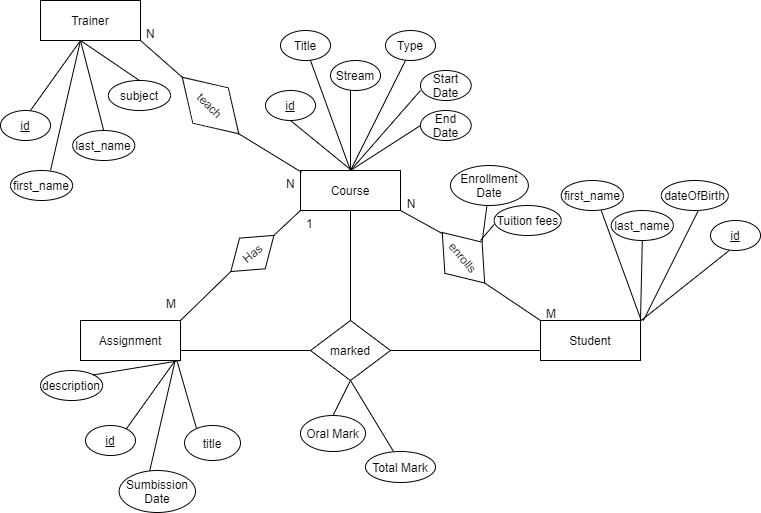 Trainer
N
Title
Type
Stream
Start
Date
subject
teach
id
id
End
Date
last_name
first_name
N
Course
N
Enrollment
Date
first_name
dateOfBirth
1
Tuition fees
last_name
id
Has
enrolls
M
M
Assignment
marked
Student
description
id
title
Oral Mark
Total Mark
Sumbission
Date